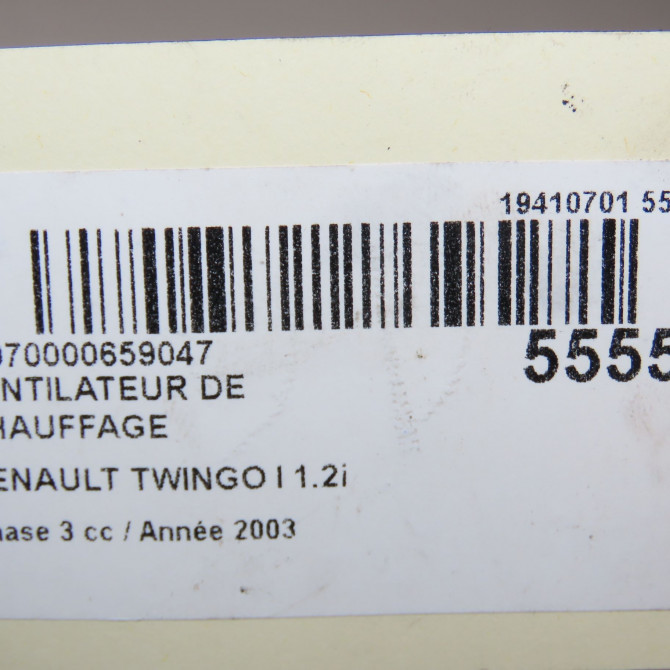 19410701 55
070000659047
5555
NTILATEUR DE
HAUFFAGE
ENAULT TWINGO I 1.2i
hase 3 cc / Année 2003